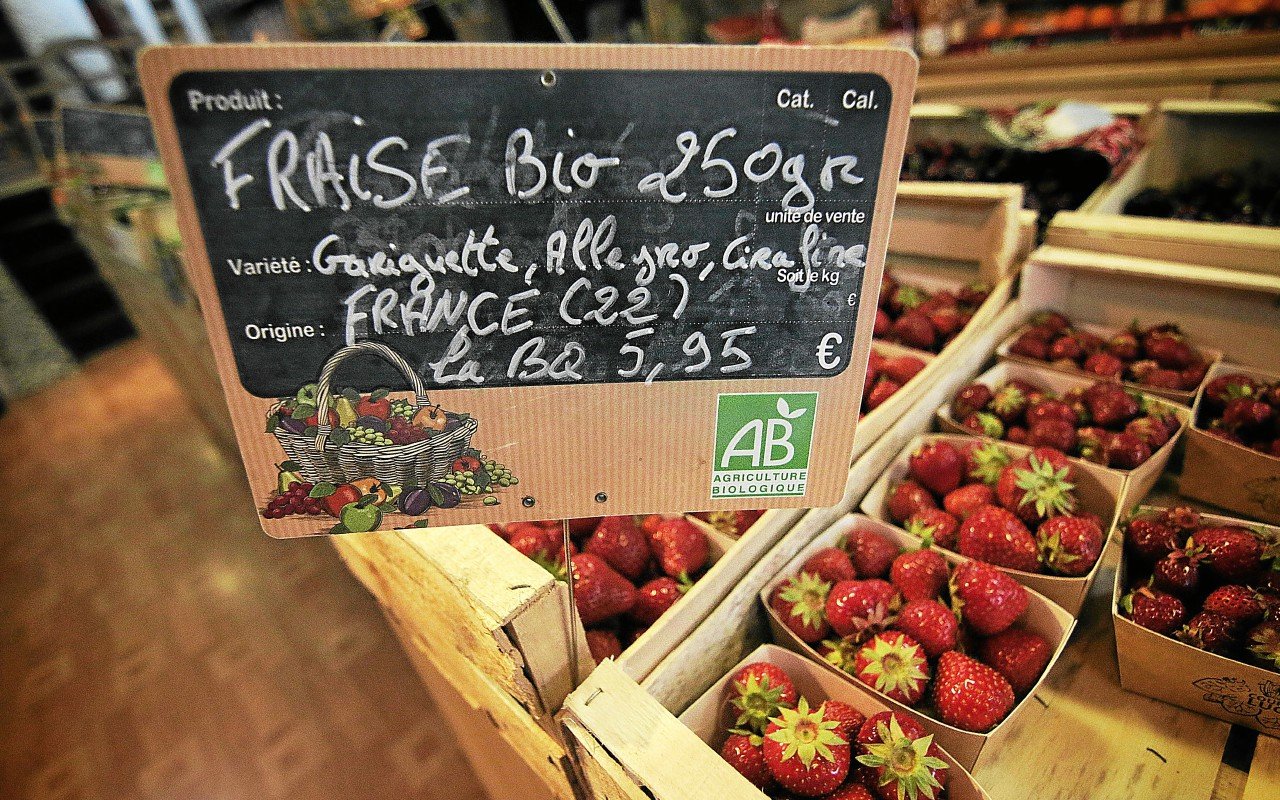 Produit : Cat. Cal.
FRAiSE Bio 250gr
unité de vente
Variété : Gariguette, Allegro, Cirafine
Soit le kg
FRANCE (22)
€
Origine :
La BQ 5,95 €
AB
AGRICULTURE
BIOLOGIQUE